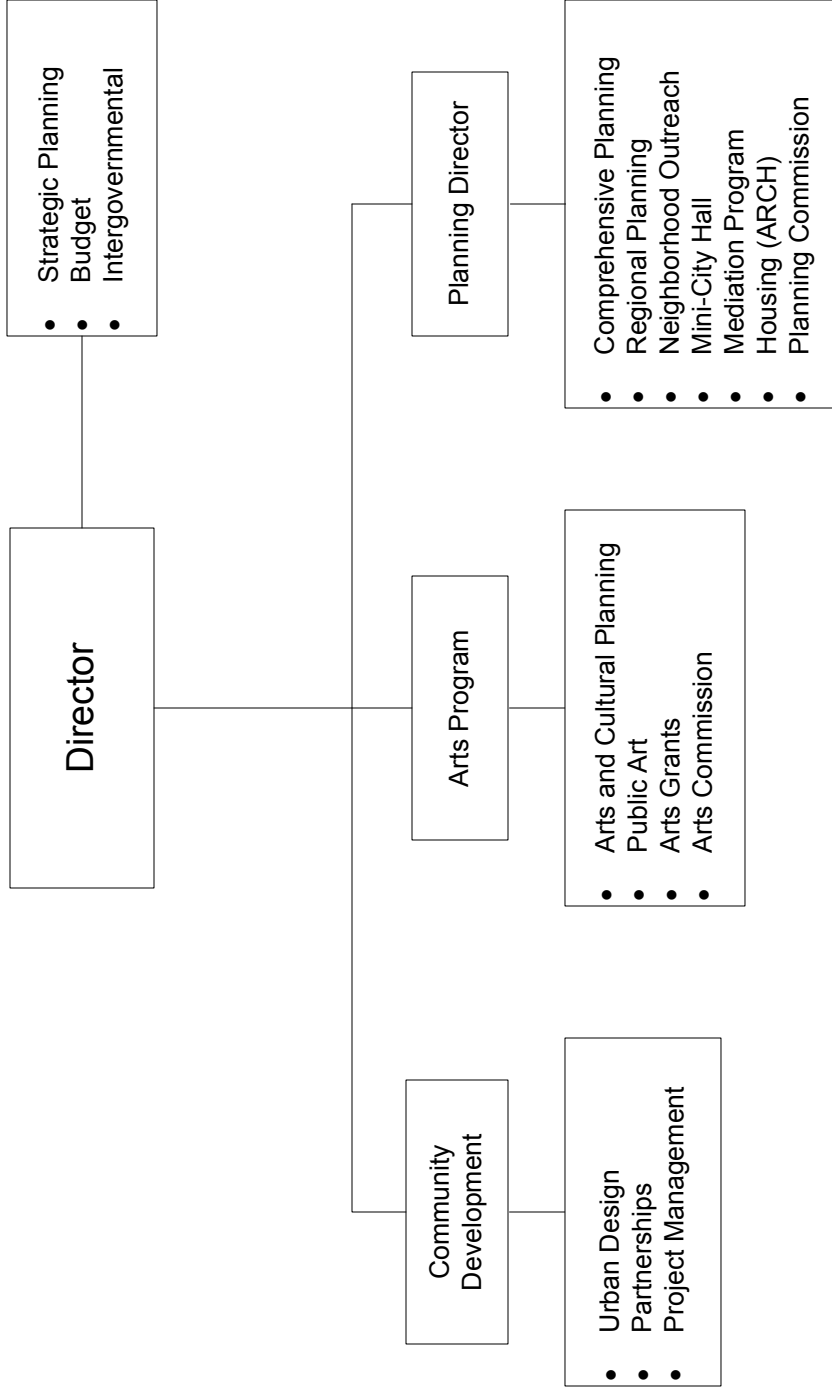 Director
• Strategic Planning
• Budget
• Intergovernmental
Community
Development
• Urban Design
• Partnerships
• Project Management
Arts Program
• Arts and Cultural Planning
• Public Art
• Arts Grants
• Arts Commission
Planning Director
• Comprehensive Planning
• Regional Planning
• Neighborhood Outreach
• Mini-City Hall
• Mediation Program
• Housing (ARCH)
• Planning Commission